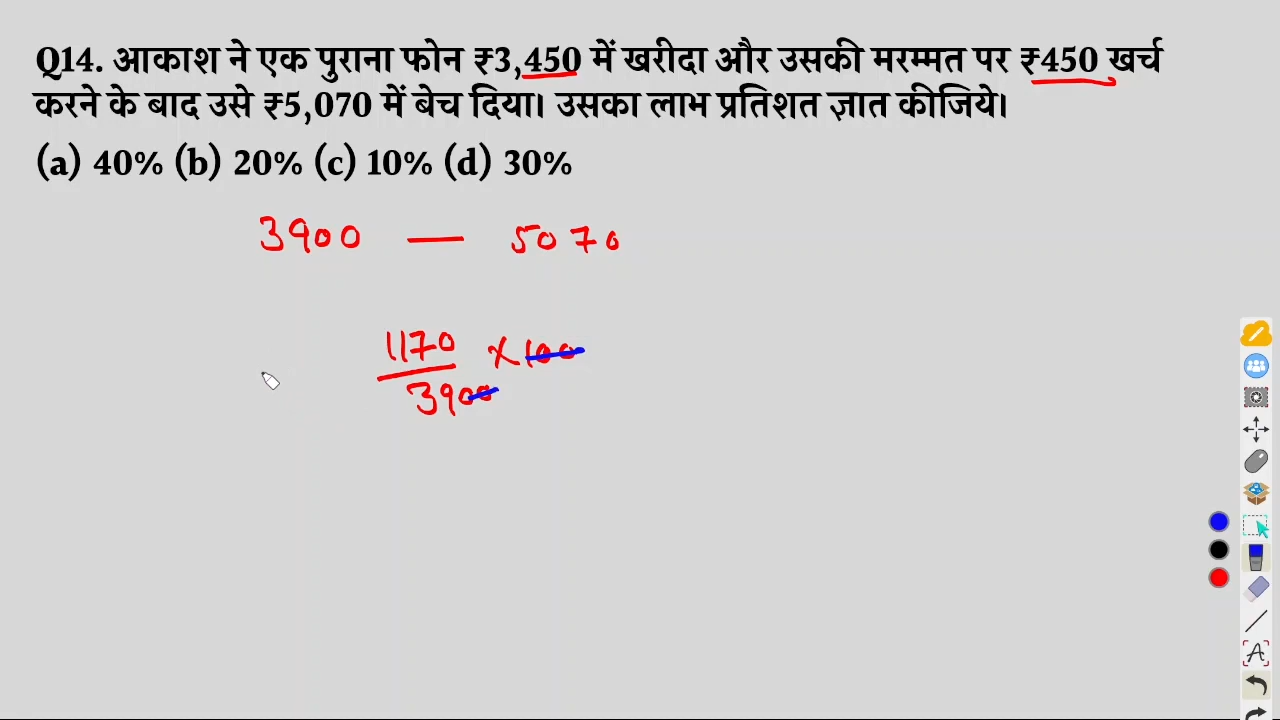 Q14. आकाश ने एक पुराना फोन ₹3,450 में खरीदा और उसकी मरम्मत पर ₹450 खर्च
करने के बाद उसे ₹5,070 में बेच दिया। उसका लाभ प्रतिशत ज्ञात कीजिये।
(a) 40% (b) 20% (c) 10% (d) 30%
3900 — 5070
1170 × 100
3900